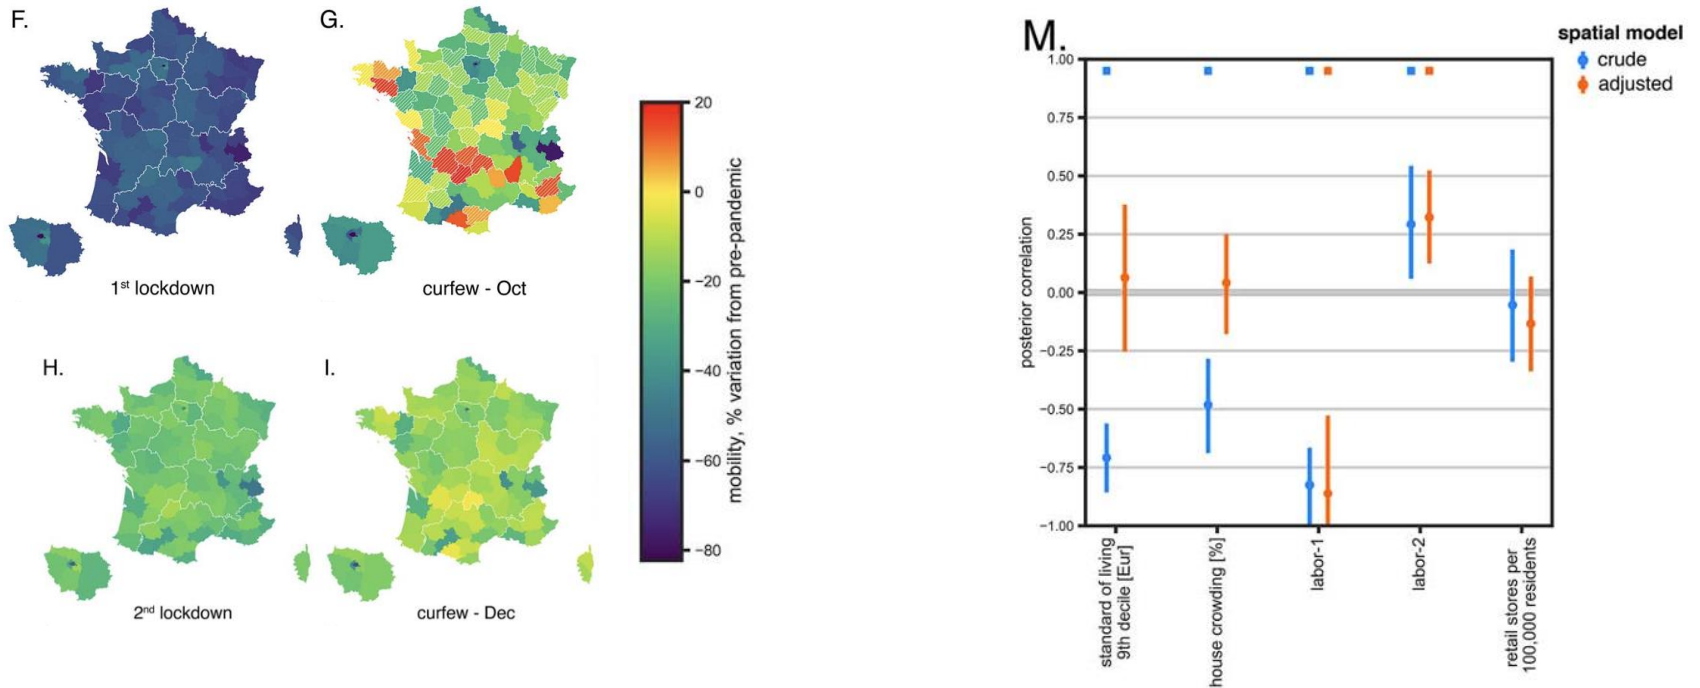 F.
G.
1st lockdown
curfew - Oct
H.
I.
2nd lockdown
curfew - Dec
20
0
−20
−40
−60
−80
mobility, % variation from pre-pandemic
M.
spatial model
crude
adjusted
1.00
0.75
0.50
0.25
0.00
−0.25
−0.50
−0.75
−1.00
posterior correlation
standard of living
9th decile [Eur]
house crowding [%]
labor-1
labor-2
retail stores per
100,000 residents